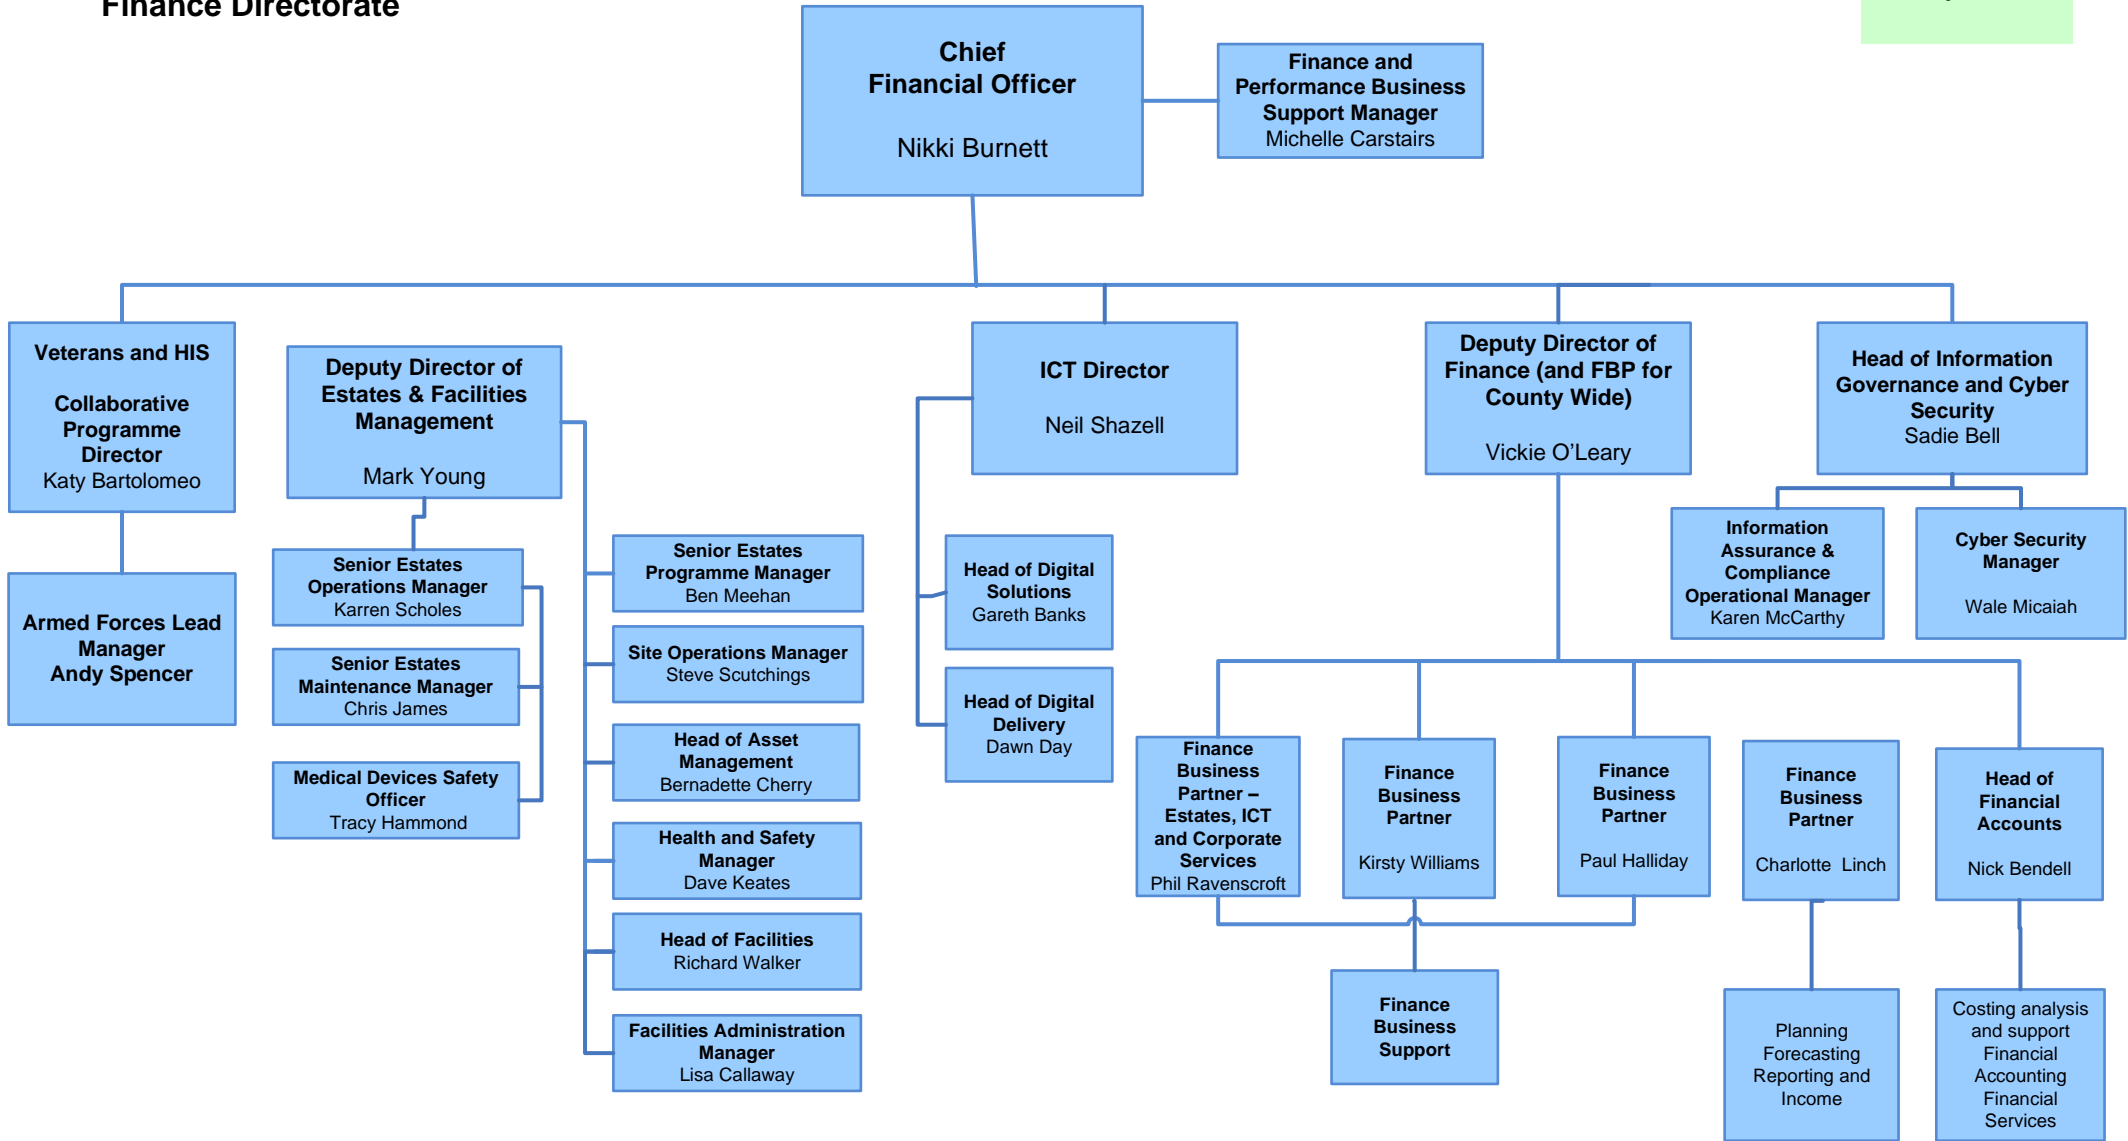 Finance Directorate
Chief
Financial Officer
Nikki Burnett
Finance and
Performance Business
Support Manager
Michelle Carstairs
Veterans and HIS
Collaborative
Programme
Director
Katy Bartolomeo
Deputy Director of
Estates & Facilities
Management
Mark Young
ICT Director
Neil Shazell
Deputy Director of
Finance (and FBP for
County Wide)
Vickie O’Leary
Head of Information
Governance and Cyber
Security
Sadie Bell
Armed Forces Lead
Manager
Andy Spencer
Senior Estates
Operations Manager
Karren Scholes
Senior Estates
Maintenance Manager
Chris James
Medical Devices Safety
Officer
Tracy Hammond
Senior Estates
Programme Manager
Ben Meehan
Site Operations Manager
Steve Scutchings
Head of Asset
Management
Bernadette Cherry
Health and Safety
Manager
Dave Keates
Head of Facilities
Richard Walker
Facilities Administration
Manager
Lisa Callaway
Head of Digital
Solutions
Gareth Banks
Head of Digital
Delivery
Dawn Day
Information
Assurance &
Compliance
Operational Manager
Karen McCarthy
Cyber Security
Manager
Wale Micaiah
Finance
Business
Partner –
Estates, ICT
and Corporate
Services
Phil Ravenscroft
Finance
Business
Partner
Kirsty Williams
Finance
Business
Partner
Paul Halliday
Finance
Business
Partner
Charlotte  Linch
Head of
Financial
Accounts
Nick Bendell
Finance
Business
Support
Planning
Forecasting
Reporting and
Income
Costing analysis
and support
Financial
Accounting
Financial
Services